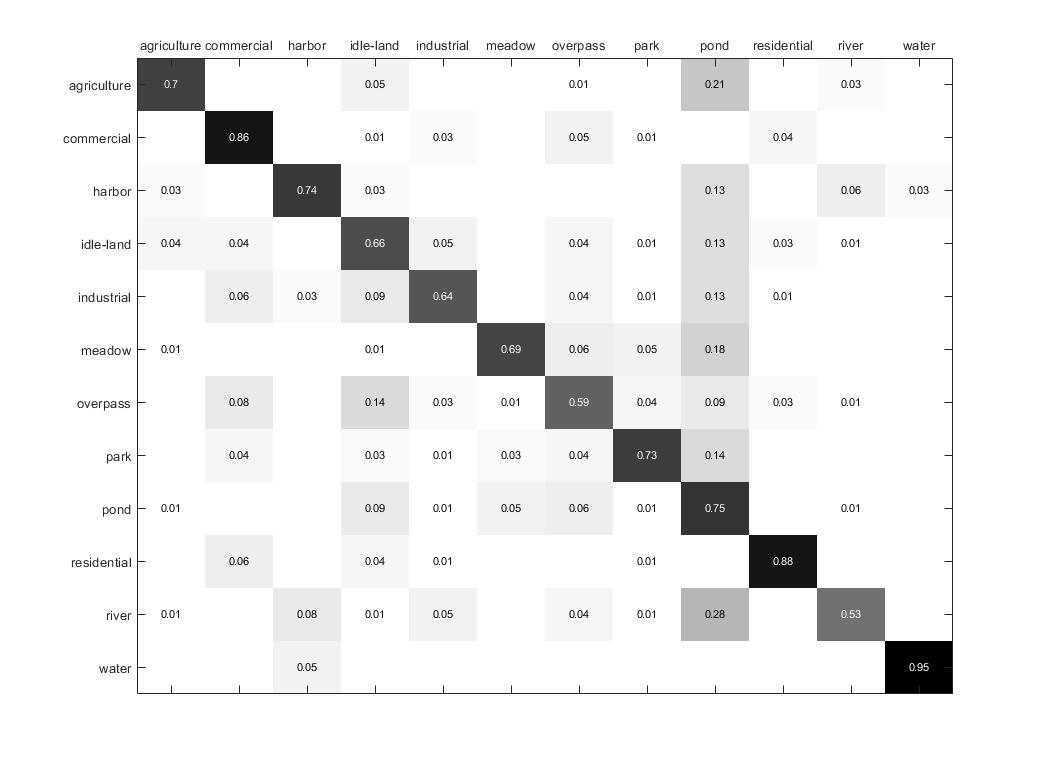 agriculture commercial harbor idle-land industrial meadow overpass park pond residential river water
agriculture 0.7 0.05 0.01 0.21 0.03
commercial 0.86 0.01 0.03 0.05 0.01 0.04
harbor 0.03 0.74 0.03 0.13 0.06 0.03
idle-land 0.04 0.04 0.66 0.05 0.04 0.01 0.13 0.03 0.01
industrial 0.06 0.03 0.09 0.64 0.04 0.01 0.13 0.01
meadow 0.01 0.01 0.69 0.06 0.05 0.18
overpass 0.08 0.14 0.03 0.01 0.59 0.04 0.09 0.03 0.01
park 0.04 0.03 0.01 0.03 0.04 0.73 0.14
pond 0.01 0.09 0.01 0.05 0.06 0.01 0.75 0.01
residential 0.06 0.04 0.01 0.01 0.88
river 0.01 0.08 0.01 0.05 0.04 0.01 0.28 0.53
water 0.05 0.95